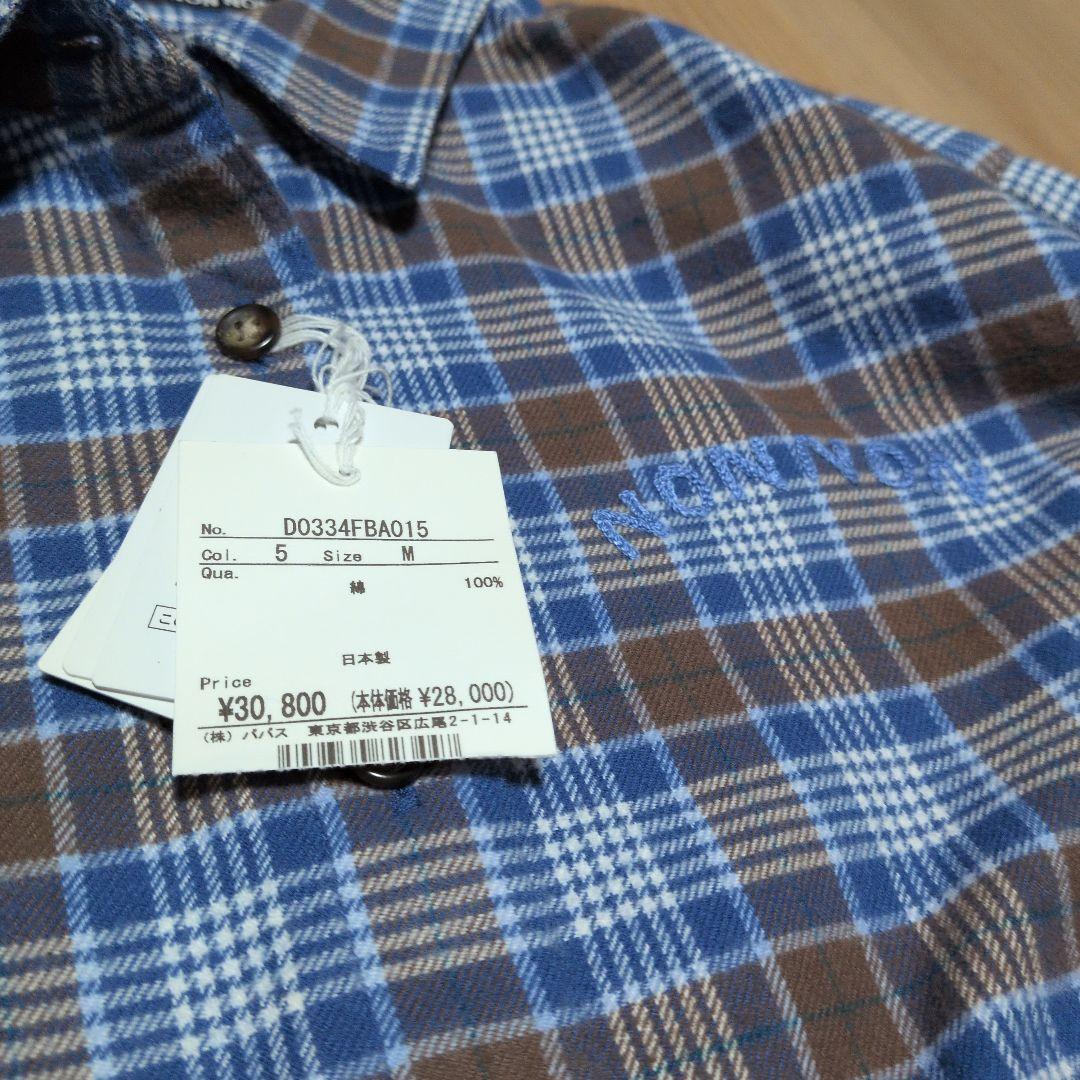 NON NON
No. D0334FBA015
Col. 5 Size M
Qua.
綿 100%
日本製
Price
¥30,800 (本体価格 ¥28,000)
(株) パパス 東京都渋谷区広尾2-1-14